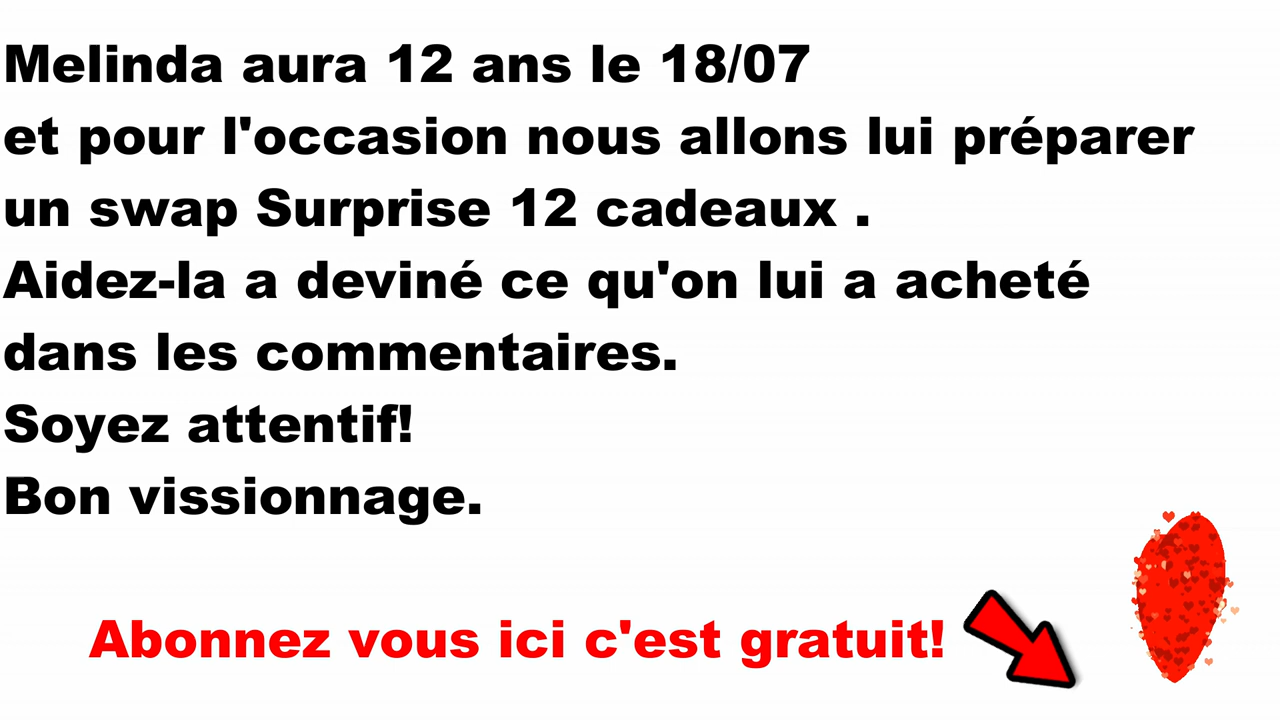 Melinda aura 12 ans le 18/07
et pour l'occasion nous allons lui préparer
un swap Surprise 12 cadeaux .
Aidez-la a deviné ce qu'on lui a acheté
dans les commentaires.
Soyez attentif!
Bon vissionnage.
Abonnez vous ici c'est gratuit!